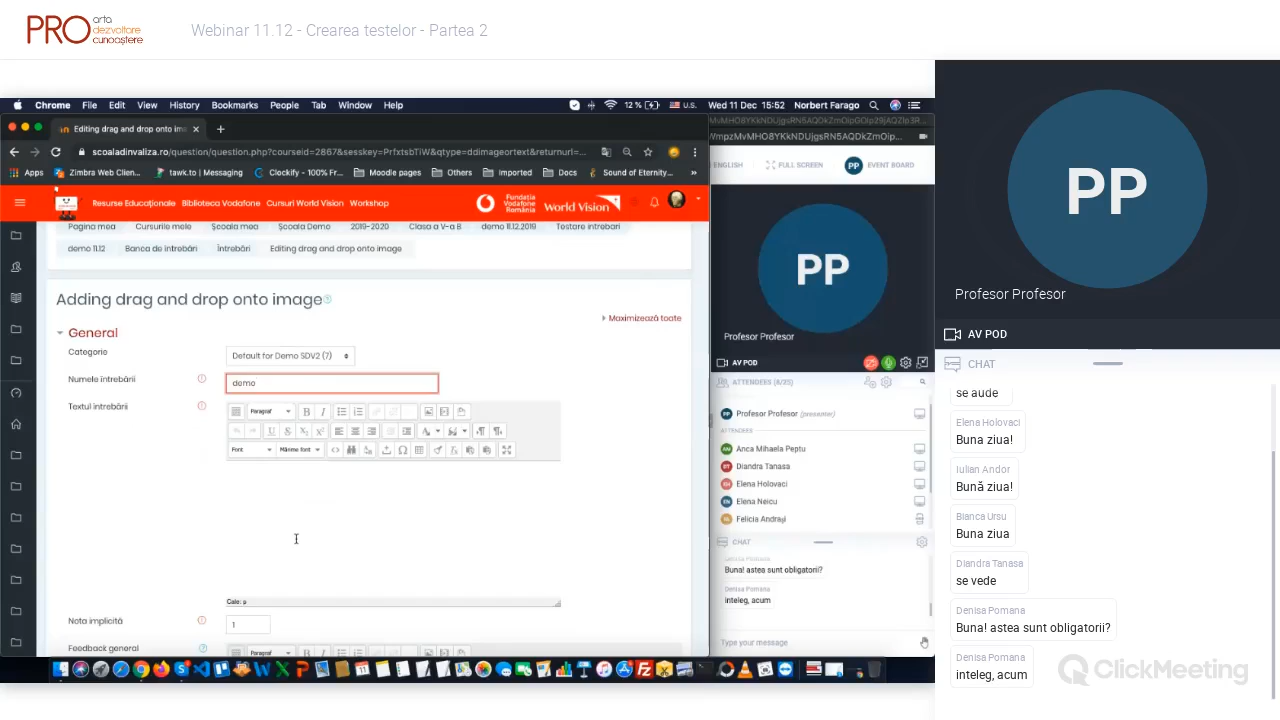 PRO arta dezvoltare cunoaștere
Webinar 11.12 - Crearea testelor - Partea 2
Chrome File Edit View History Bookmarks People Tab Window Help
12 % U.S. Wed 11 Dec 15:52 Norbert Farago
Editing drag and drop onto ima
scoaladinvaliza.ro/question/question.php?courseid=2867&sesskey=PrfxtsbTiW&qtype=ddimageortext&returnurl=...
Apps Zimbra Web Clien... tawk.to | Messaging Clockify - 100% Fr... Moodle pages Others Imported Docs Sound of Eternity... »
Resurse Educaționale Biblioteca Vodafone Cursuri World Vision Workshop
Fundația Vodafone România
World Vision
Pagina mea Cursurile mele Școala mea Școala Demo 2019-2020 Clasa a V-a B demo 11.12.2019 Testare întrebări
demo 11.12 Banca de întrebări Întrebări Editing drag and drop onto image
Adding drag and drop onto image
Maximizează toate
General
Categorie
Default for Demo SDV2 (7)
Numele întrebării
demo
Textul întrebării
Paragraf
Font Mărime font
Cale: p
Nota implicită
1
Feedback general
Paragraf
ENGLISH FULL SCREEN PP EVENT BOARD
PP
Profesor Profesor
AV POD
ATTENDEES (4/25)
PP Profesor Profesor (presenter)
ATTENDEES
Anca Mihaela Peptu
Diandra Tanasa
Elena Holovaci
Elena Neicu
Felicia Andrași
CHAT
Denisa Pomana
Buna! astea sunt obligatorii?
Denisa Pomana
inteleg, acum
Type your message
PP
Profesor Profesor
AV POD
CHAT
se aude
Elena Holovaci
Buna ziua!
Iulian Andor
Bună ziua!
Bianca Ursu
Buna ziua
Diandra Tanasa
se vede
Denisa Pomana
Buna! astea sunt obligatorii?
Denisa Pomana
inteleg, acum
ClickMeeting